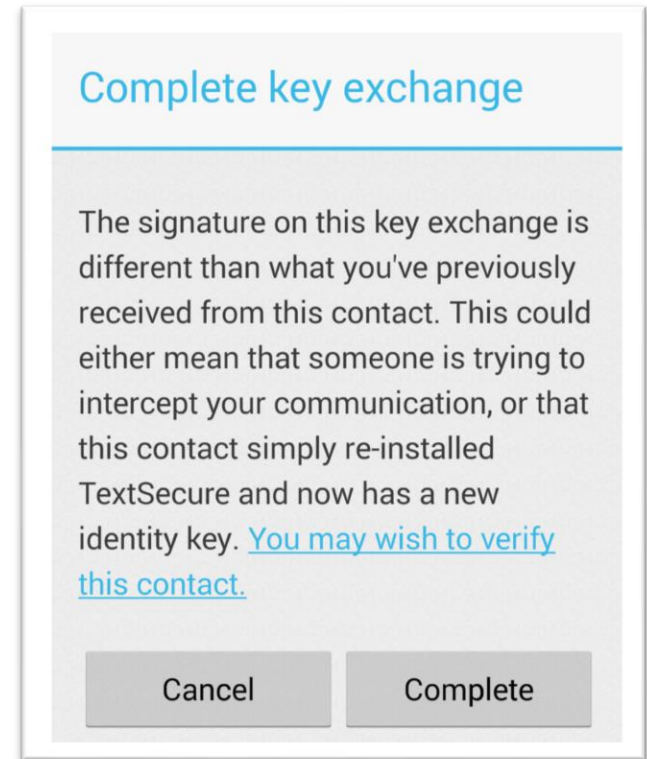 Complete key exchange
The signature on this key exchange is
different than what you've previously
received from this contact. This could
either mean that someone is trying to
intercept your communication, or that
this contact simply re-installed
TextSecure and now has a new
identity key. You may wish to verify
this contact.
Cancel Complete